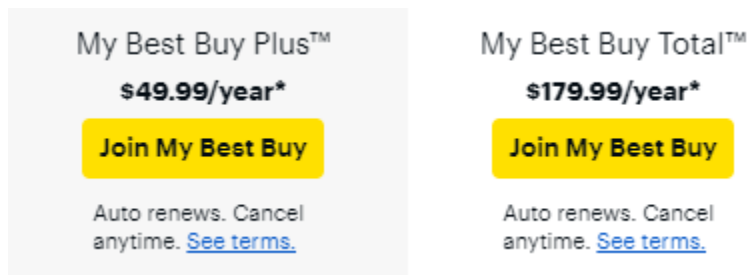 My Best Buy Plus™
$49.99/year*
Join My Best Buy
Auto renews. Cancel
anytime. See terms.
My Best Buy Total™
$179.99/year*
Join My Best Buy
Auto renews. Cancel
anytime. See terms.